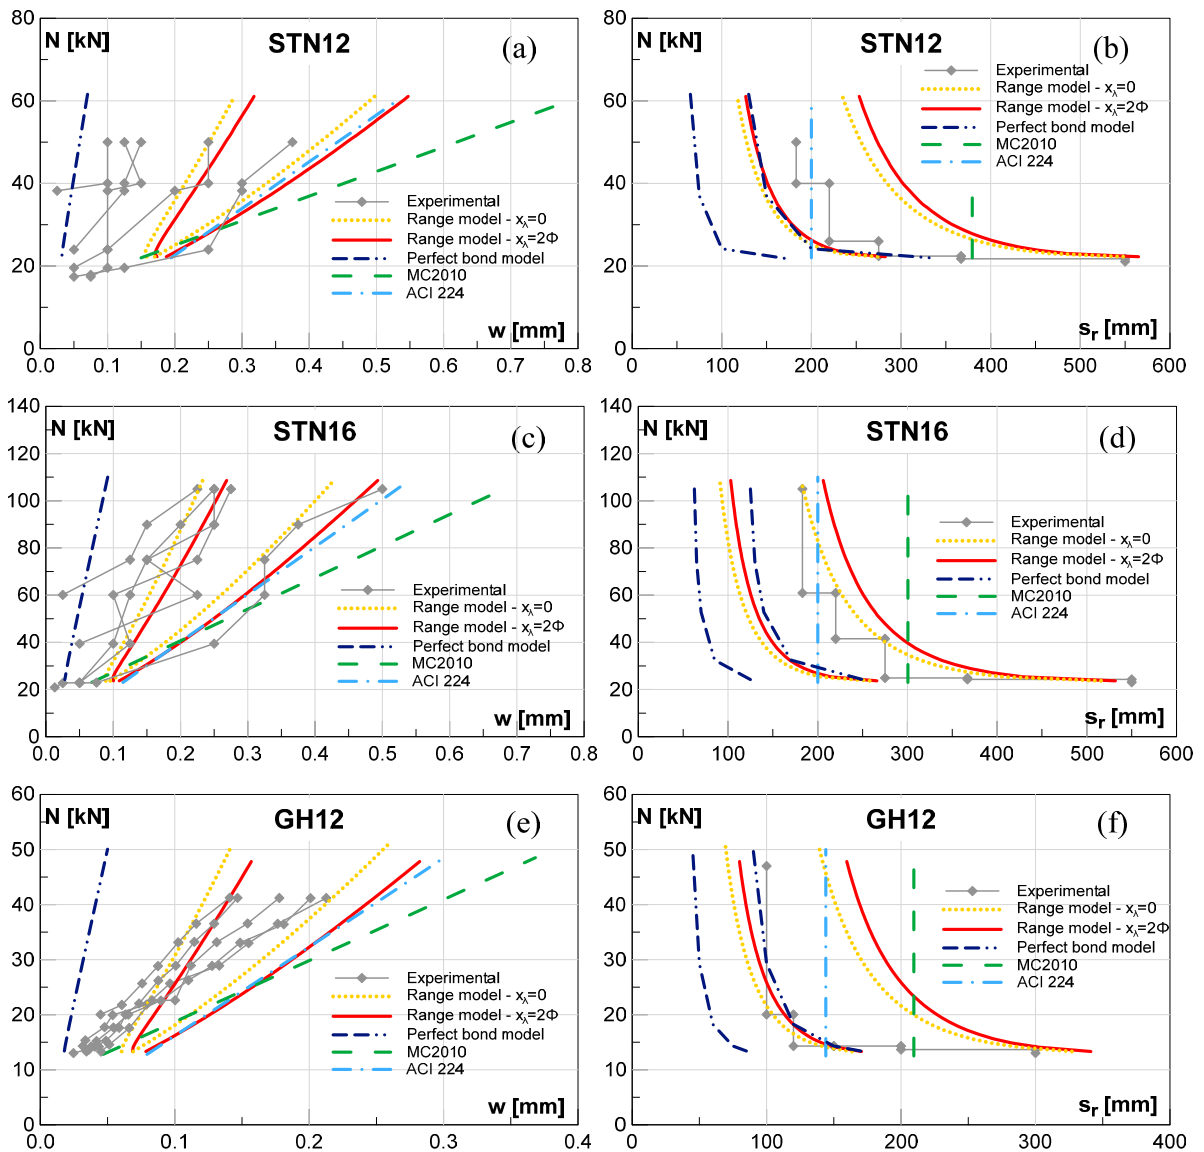 80
N [kN]
STN12
(a)
60
40
20
0
Experimental
Range model - xλ=0
Range model - xλ=2Φ
Perfect bond model
MC2010
ACI 224
w [mm]
0.0 0.1 0.2 0.3 0.4 0.5 0.6 0.7 0.8
80
N [kN]
STN12
(b)
60
40
20
0
Experimental
Range model - xλ=0
Range model - xλ=2Φ
Perfect bond model
MC2010
ACI 224
sr [mm]
0 100 200 300 400 500 600
140
N [kN]
STN16
(c)
120
100
80
60
40
20
0
Experimental
Range model - xλ=0
Range model - xλ=2Φ
Perfect bond model
MC2010
ACI 224
w [mm]
0.0 0.1 0.2 0.3 0.4 0.5 0.6 0.7 0.8
140
N [kN]
STN16
(d)
120
100
80
60
40
20
0
Experimental
Range model - xλ=0
Range model - xλ=2Φ
Perfect bond model
MC2010
ACI 224
sr [mm]
0 100 200 300 400 500 600
60
N [kN]
GH12
(e)
50
40
30
20
10
0
Experimental
Range model - xλ=0
Range model - xλ=2Φ
Perfect bond model
MC2010
ACI 224
w [mm]
0.0 0.1 0.2 0.3 0.4
60
N [kN]
GH12
(f)
50
40
30
20
10
0
Experimental
Range model - xλ=0
Range model - xλ=2Φ
Perfect bond model
MC2010
ACI 224
sr [mm]
0 100 200 300 400